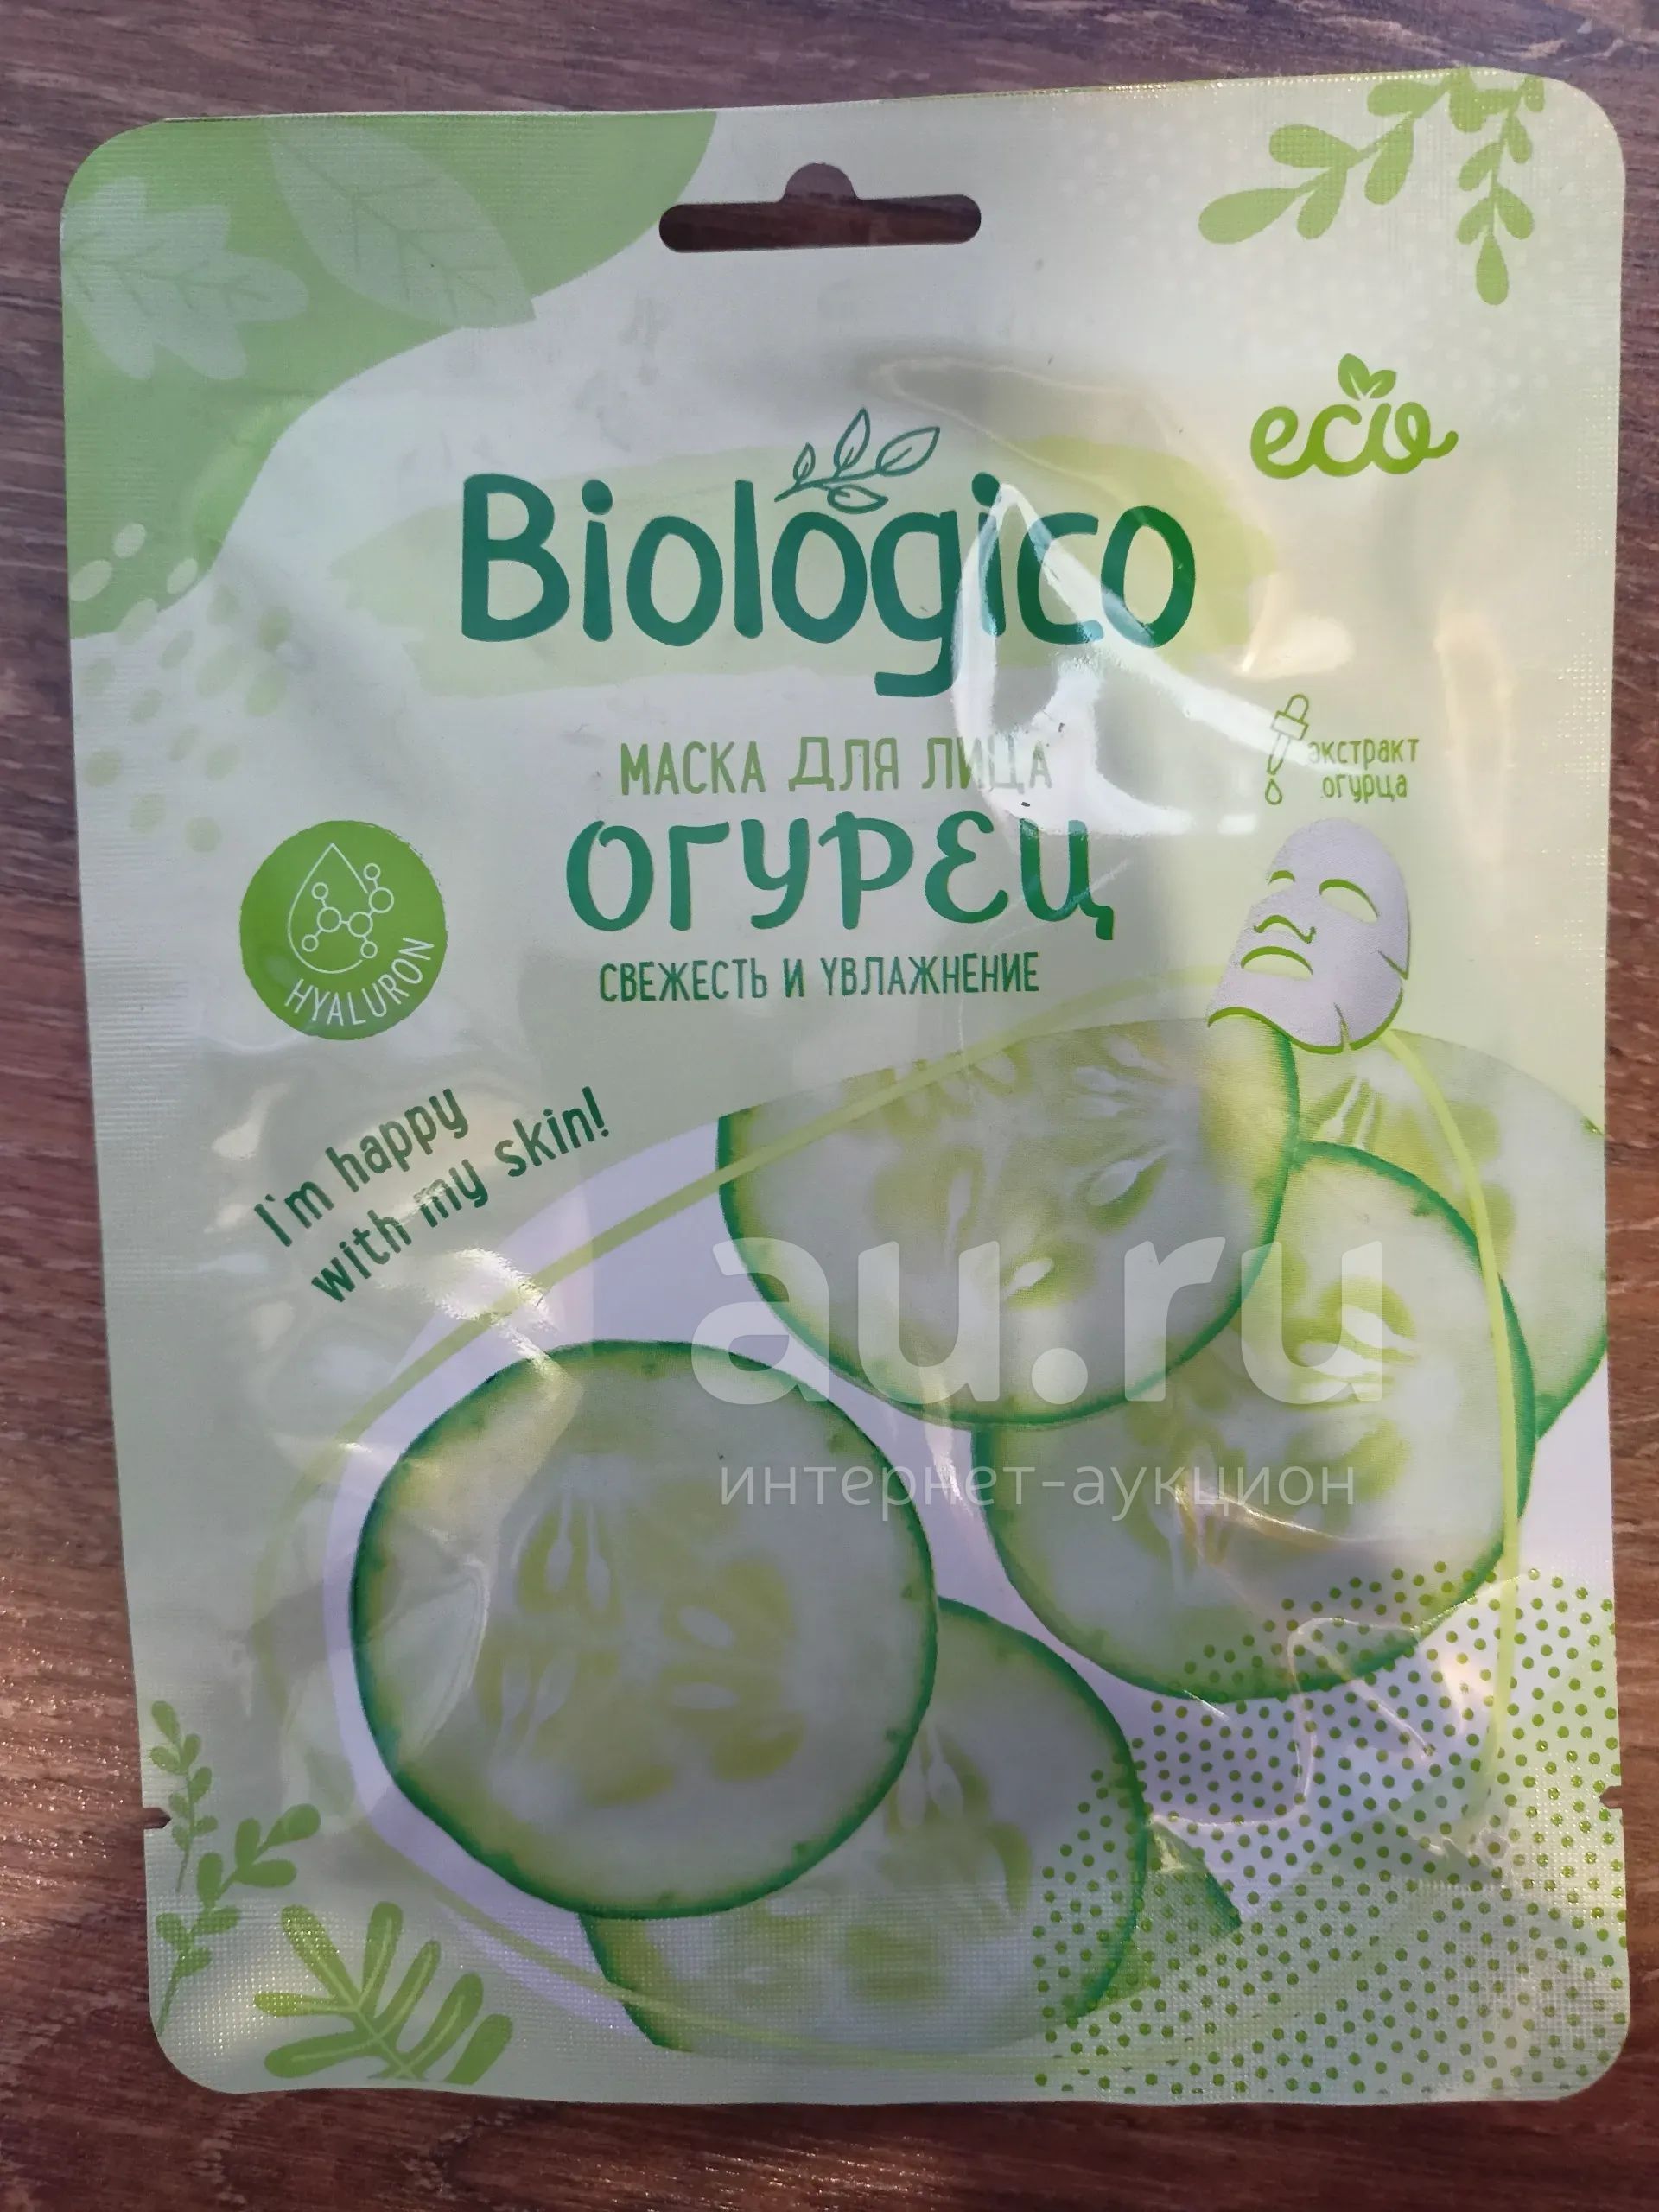 eco
Biologico
МАСКА ДЛЯ ЛИЦА
ОГУРЕЦ
СВЕЖЕСТЬ И УВЛАЖНЕНИЕ
экстракт
огурца
HYALURON
I'm happy
with my skin!
au.ru
интернет-аукцион